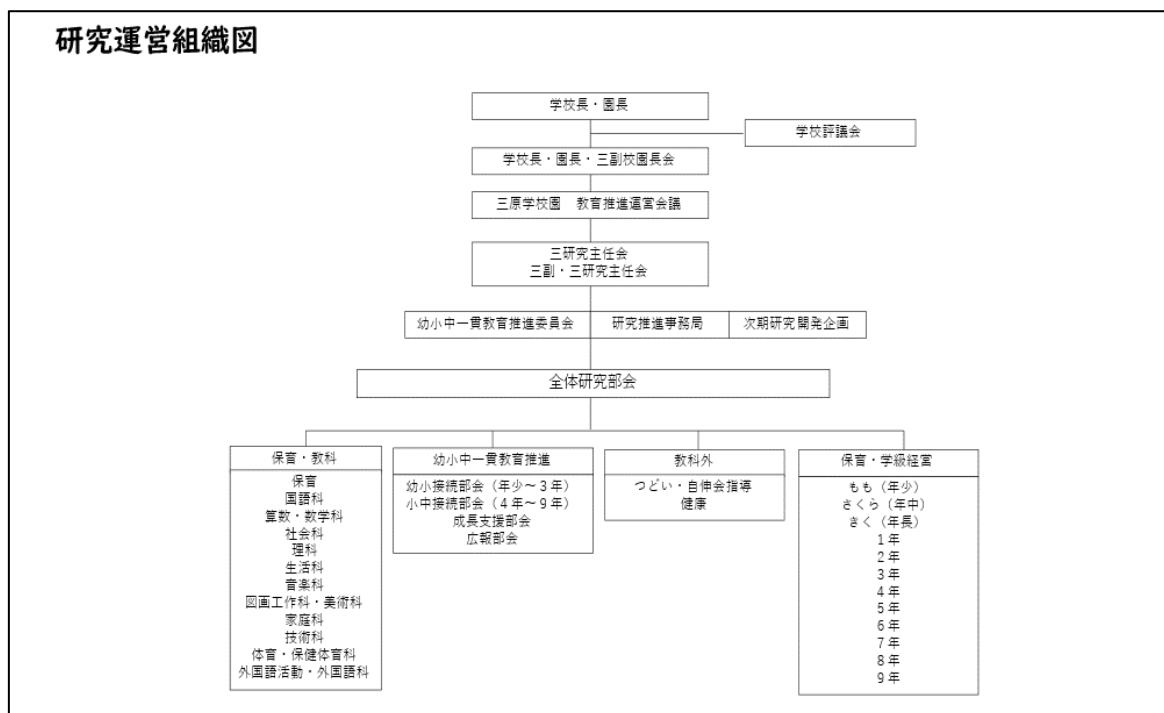 研究運営組織図
学校長・園長
学校評議会
学校長・園長・三副校園長会
三原学校園　教育推進運営会議
三研究主任会
三副・三研究主任会
幼小中一貫教育推進委員会
研究推進事務局
次期研究開発企画
全体研究部会
保育・教科
保育
国語科
算数・数学科
社会科
理科
生活科
音楽科
図画工作科・美術科
家庭科
技術科
体育・保健体育科
外国語活動・外国語科
幼小中一貫教育推進
幼小接続部会（年少～３年）
小中接続部会（４年～９年）
成長支援部会
広報部会
教科外
つどい・自伸会指導
健康
保育・学級経営
もも（年少）
さくら（年中）
きく（年長）
１年
２年
３年
４年
５年
６年
７年
８年
９年